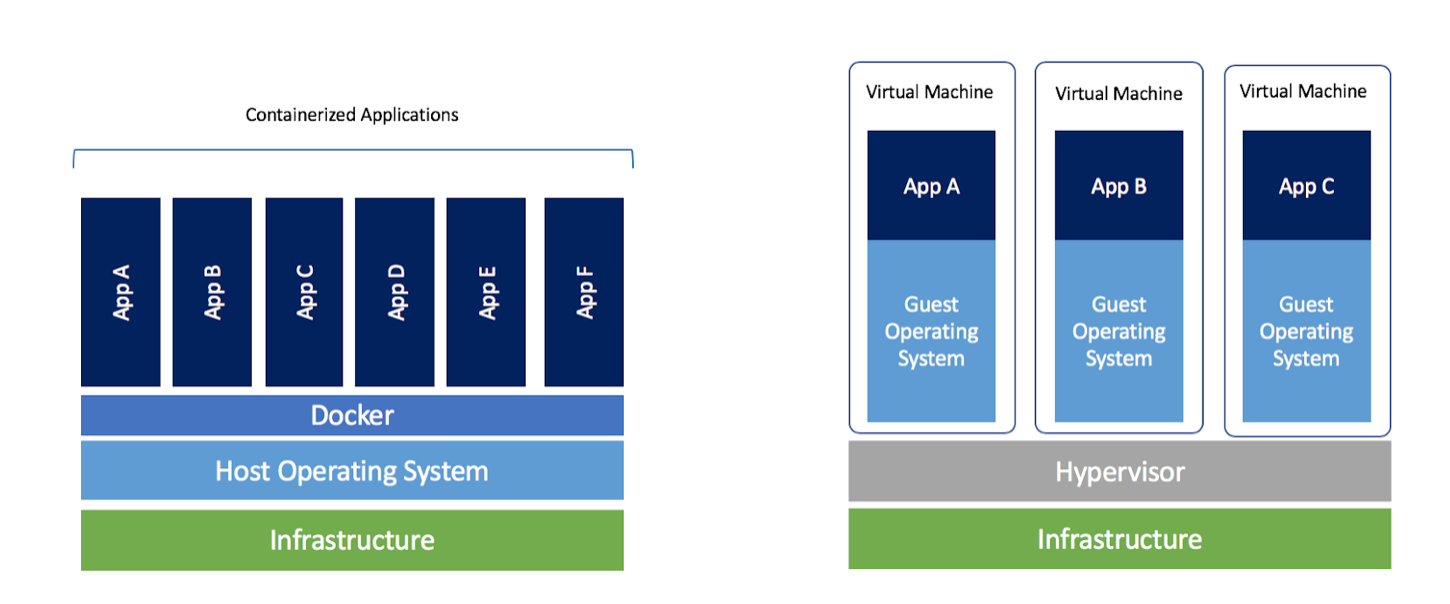 Containerized Applications
App A
App B
App C
App D
App E
App F
Docker
Host Operating System
Infrastructure
Virtual Machine
App A
Guest
Operating
System
Virtual Machine
App B
Guest
Operating
System
Virtual Machine
App C
Guest
Operating
System
Hypervisor
Infrastructure